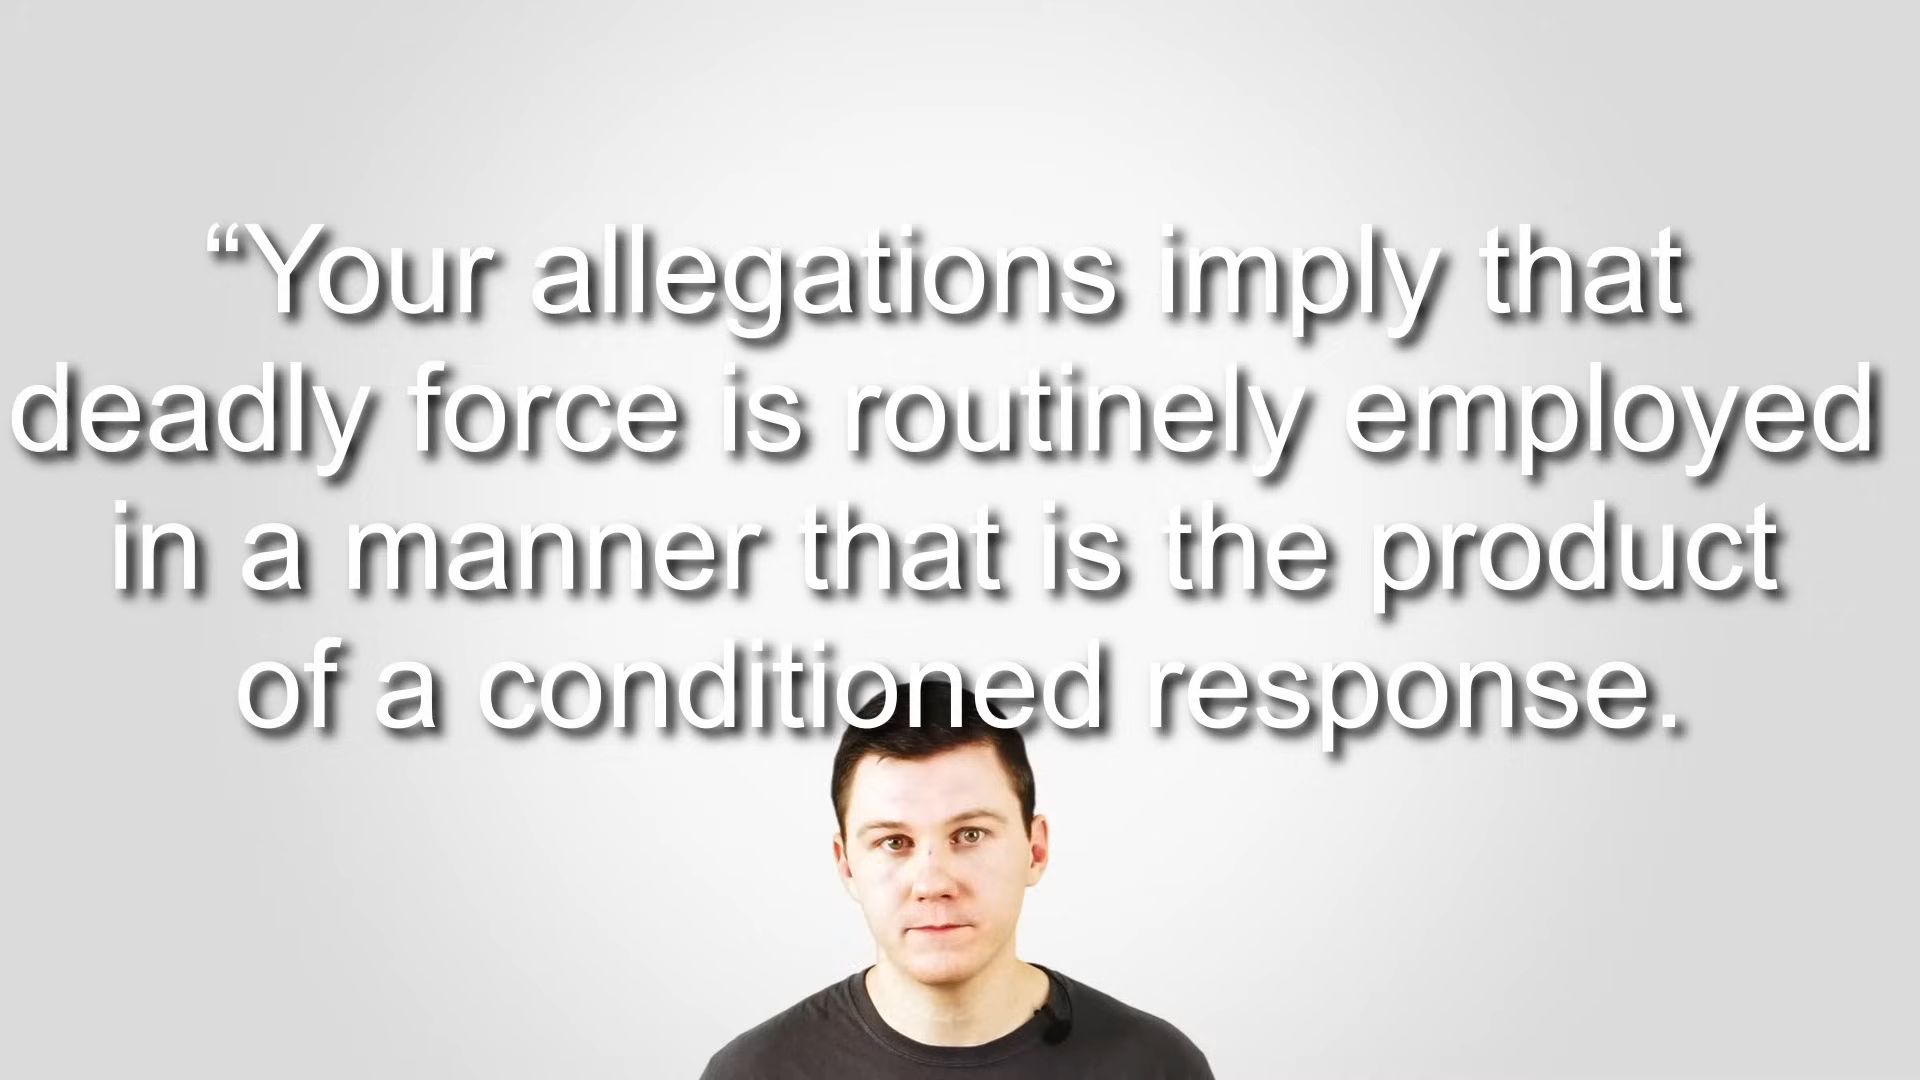 “Your allegations imply that
deadly force is routinely employed
in a manner that is the product
of a conditioned response.